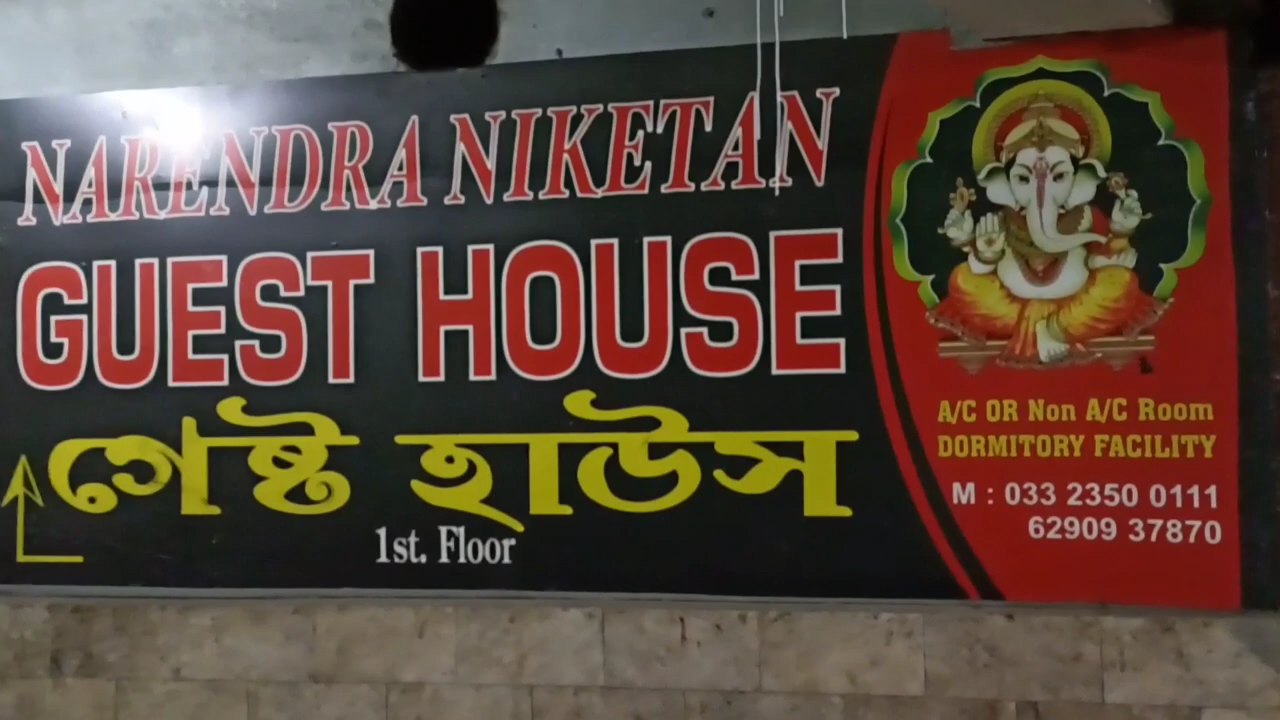 NARENDRA NIKETAN
GUEST HOUSE
গেষ্ট হাউস
1st. Floor
A/C OR Non A/C Room
DORMITORY FACILITY
M : 033 2350 0111
62909 37870